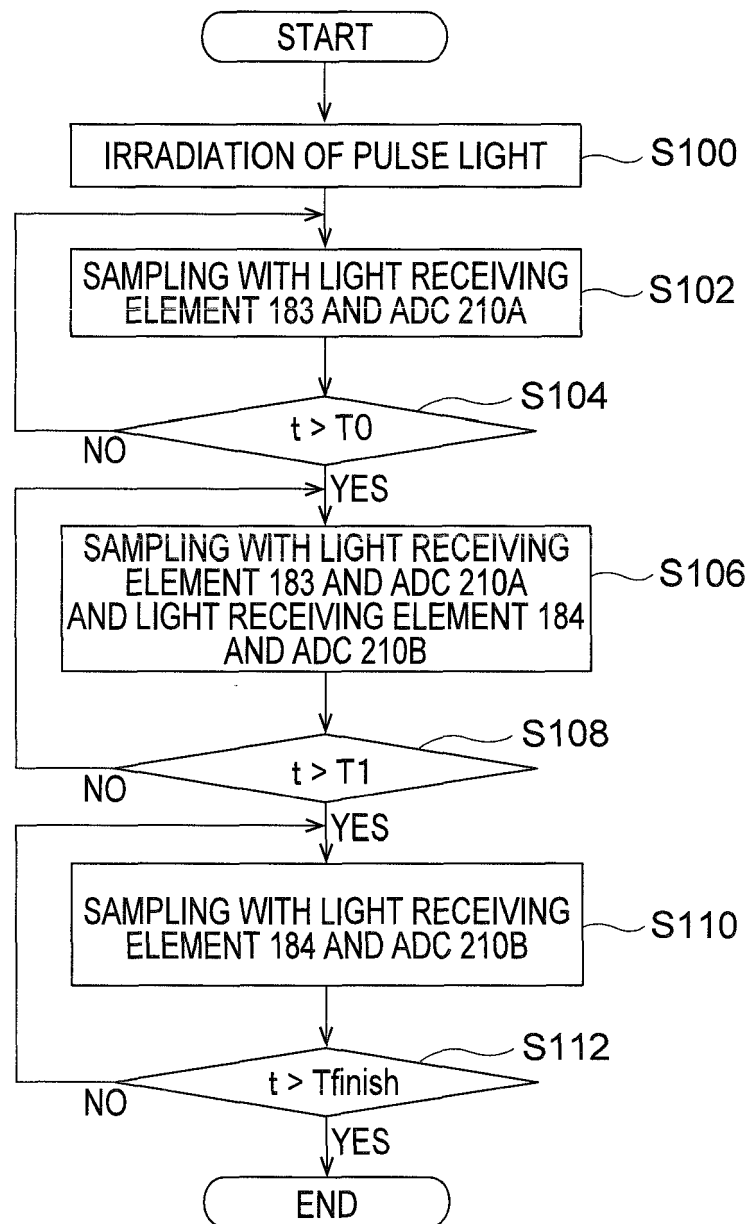 START
IRRADIATION OF PULSE LIGHT
S100
SAMPLING WITH LIGHT RECEIVING
ELEMENT 183 AND ADC 210A
S102
S104
t > T0
NO
YES
SAMPLING WITH LIGHT RECEIVING
ELEMENT 183 AND ADC 210A
AND LIGHT RECEIVING ELEMENT 184
AND ADC 210B
S106
S108
t > T1
NO
YES
SAMPLING WITH LIGHT RECEIVING
ELEMENT 184 AND ADC 210B
S110
S112
t > Tfinish
NO
YES
END